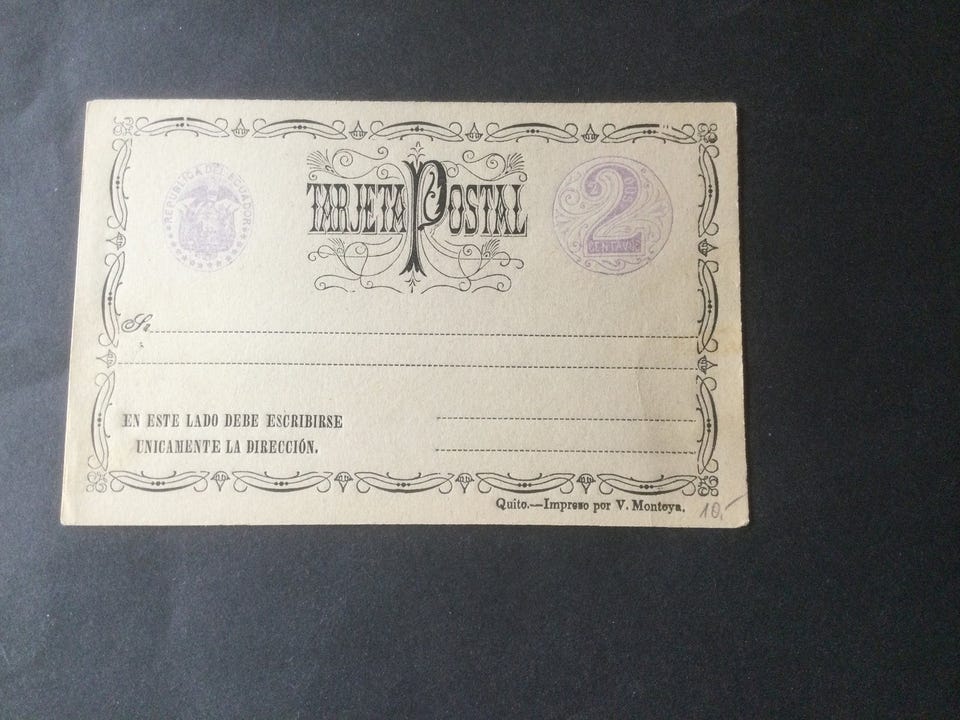 REPUBLICA DEL ECUADOR
TARJETA POSTAL
2
DOS
CENTAVOS
Sr.
EN ESTE LADO DEBE ESCRIBIRSE
UNICAMENTE LA DIRECCIÓN.
Quito.—Impreso por V. Montoya.
10,-